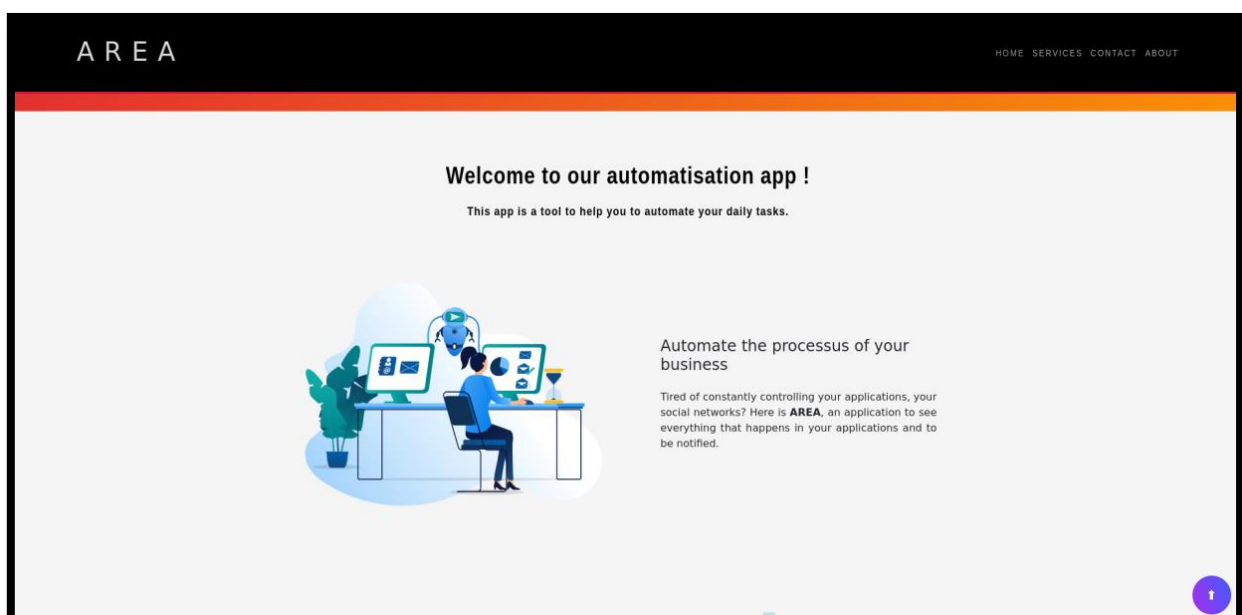 A R E A
HOME SERVICES CONTACT ABOUT
Welcome to our automatisation app !
This app is a tool to help you to automate your daily tasks.
Automate the processus of your
business
Tired of constantly controlling your applications, your
social networks? Here is AREA, an application to see
everything that happens in your applications and to
be notified.